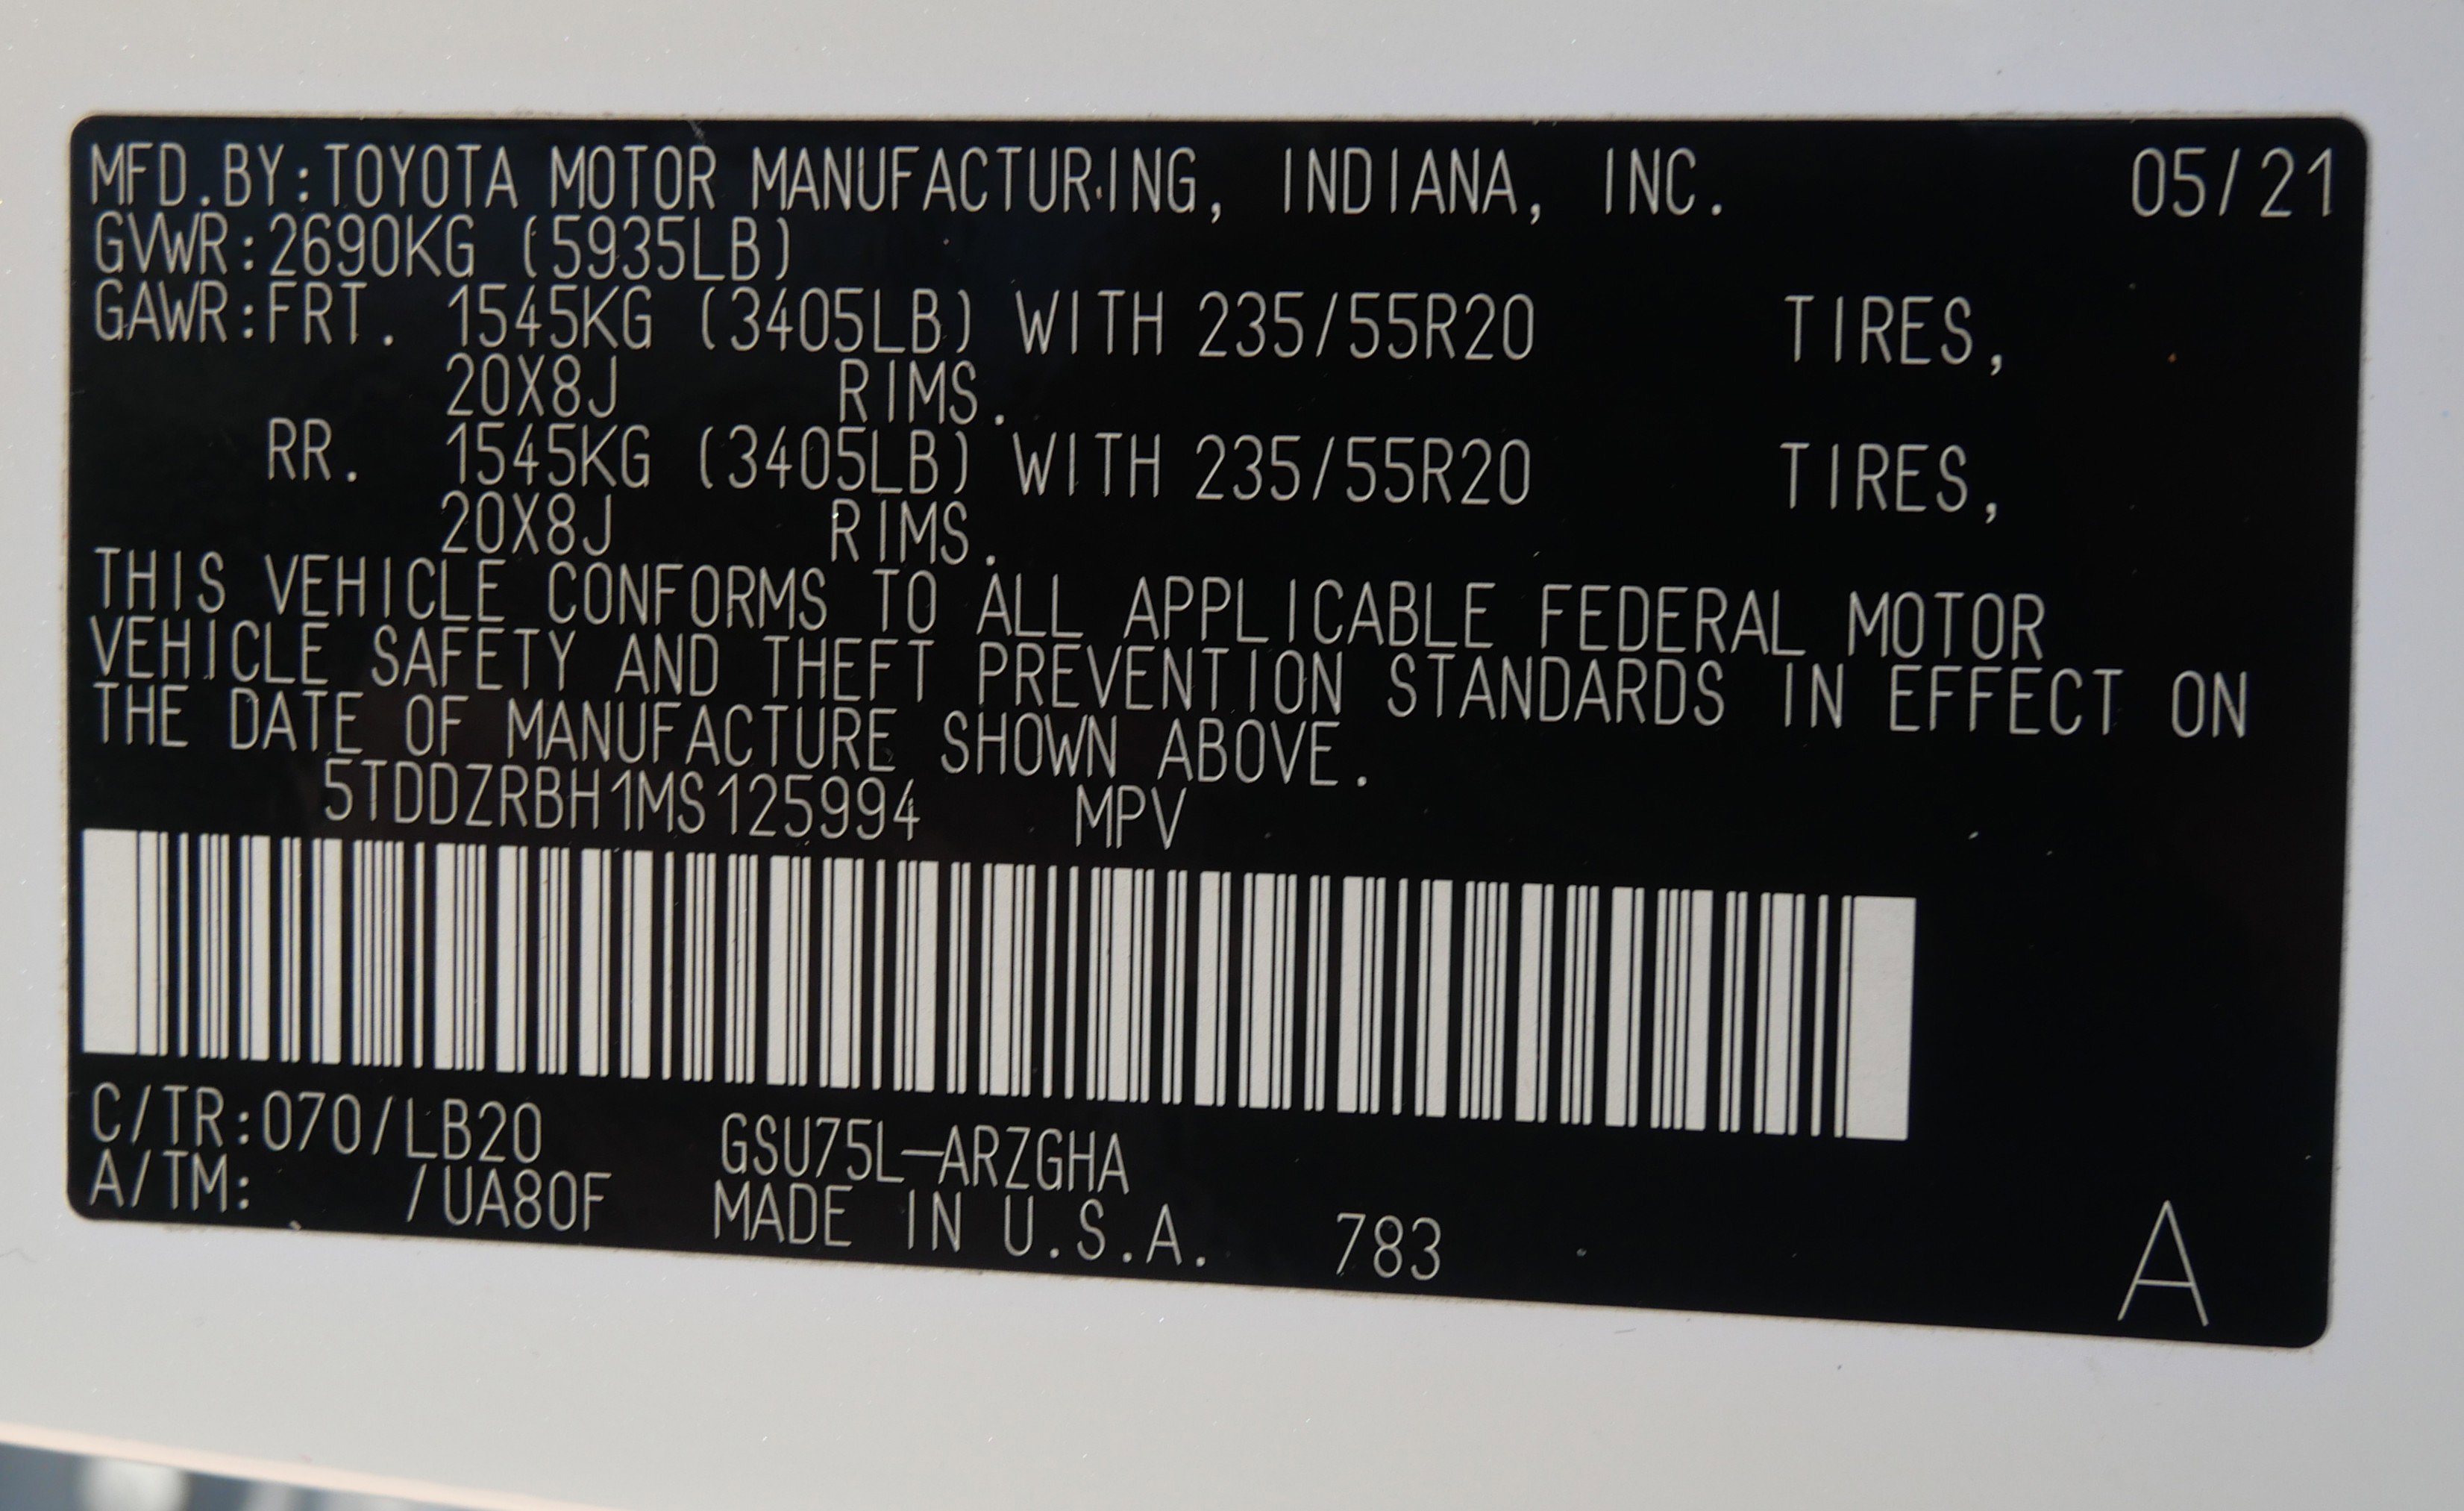 MFD.BY:TOYOTA MOTOR MANUFACTURING, INDIANA, INC. 05/21
GVWR:2690KG (5935LB)
GAWR:FRT. 1545KG (3405LB) WITH 235/55R20 TIRES,
20X8J RIMS.
RR. 1545KG (3405LB) WITH 235/55R20 TIRES,
20X8J RIMS.
THIS VEHICLE CONFORMS TO ALL APPLICABLE FEDERAL MOTOR
VEHICLE SAFETY AND THEFT PREVENTION STANDARDS IN EFFECT ON
THE DATE OF MANUFACTURE SHOWN ABOVE.
5TDDZRBH1MS125994 MPV
C/TR:070/LB20 GSU75L-ARZGHA
A/TM: /UA80F MADE IN U.S.A. 783 A